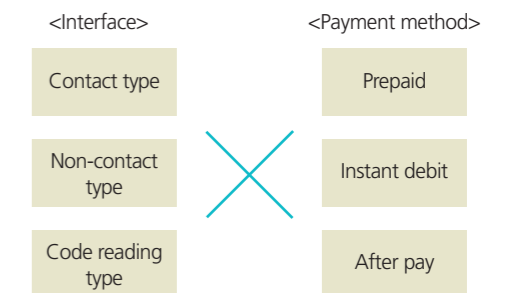 <Interface>
Contact type
Non-contact
type
Code reading
type
<Payment method>
Prepaid
Instant debit
After pay